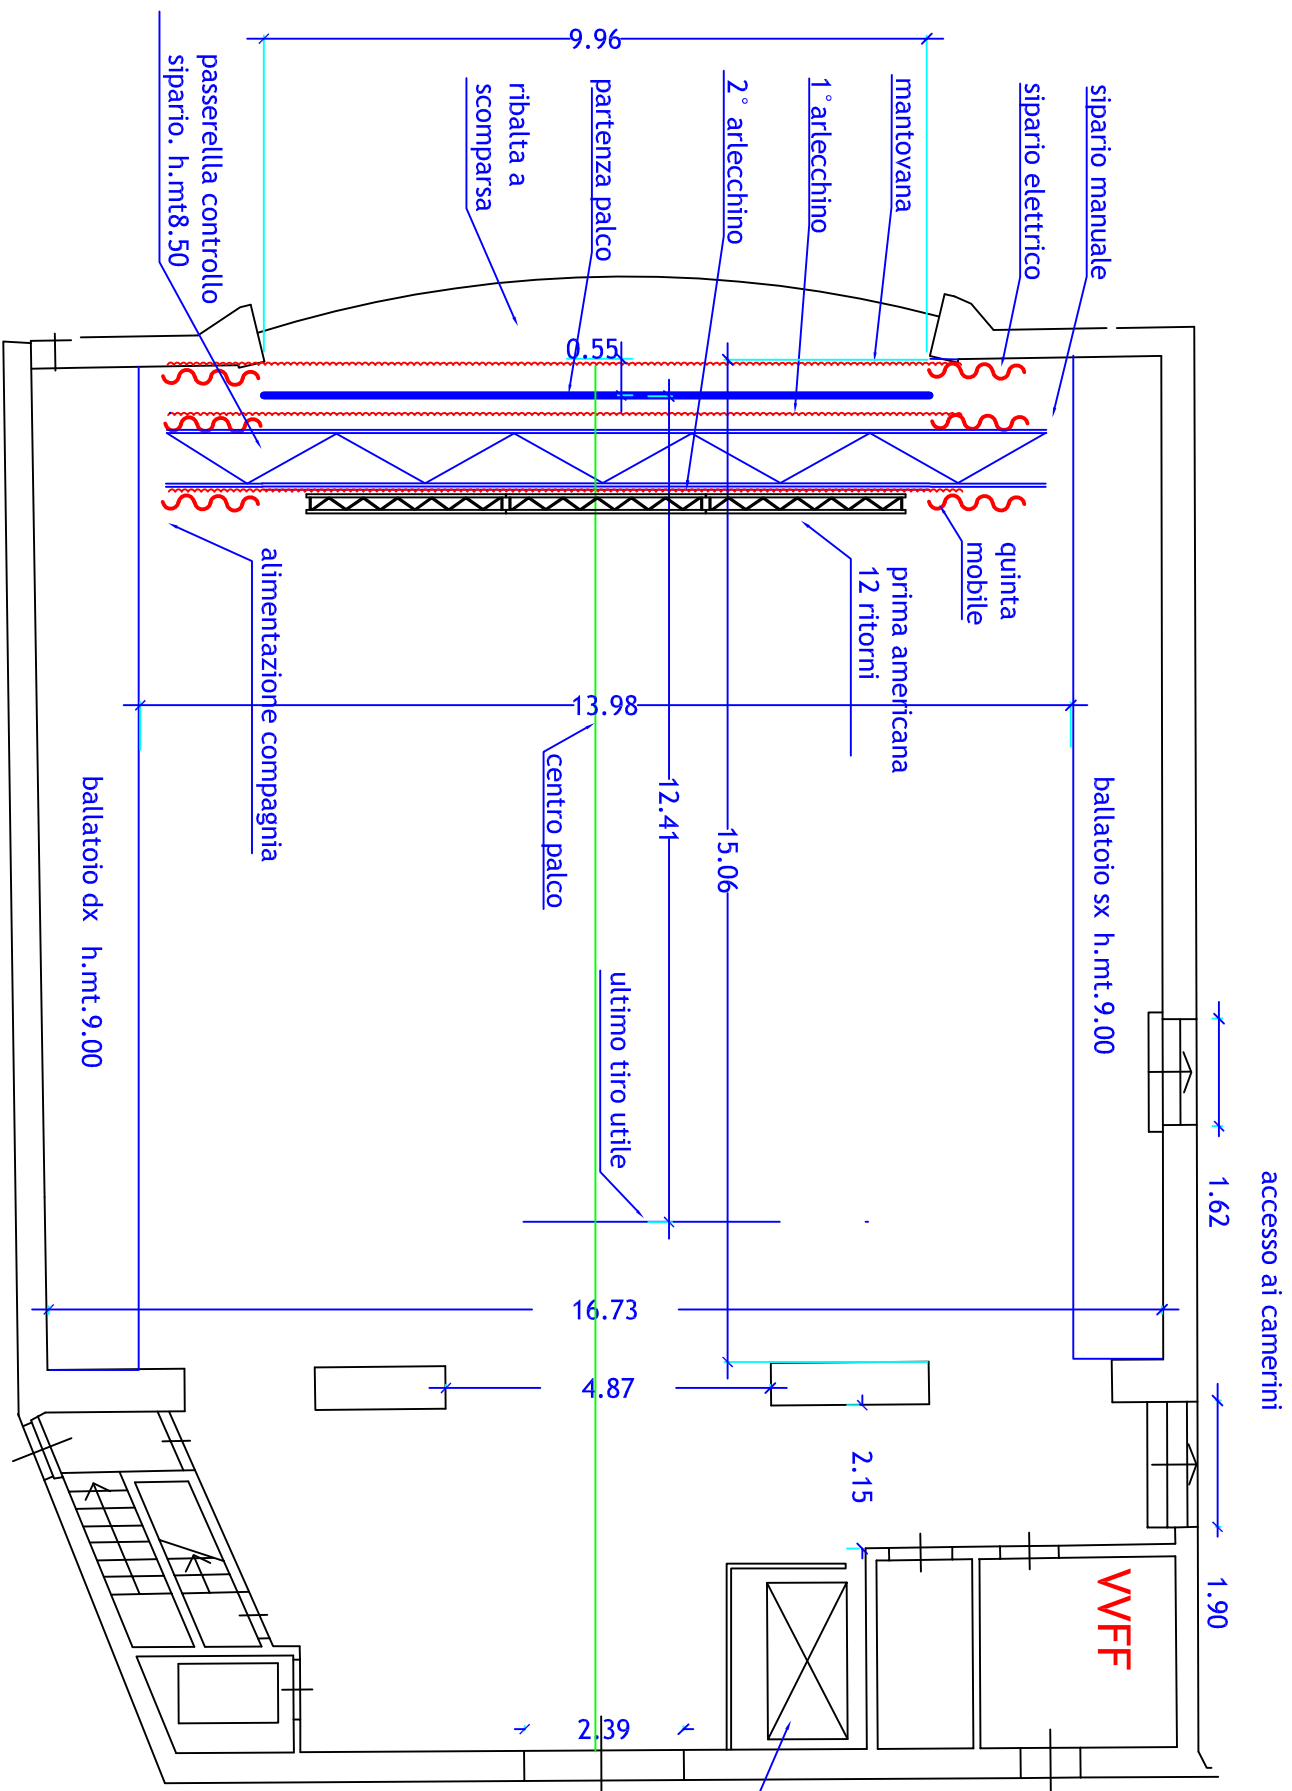 9.96
passerellla controllo
sipario. h.mt8.50
ribalta a
scomparsa
partenza palco
2° arlecchino
1°arlecchino
mantovana
sipario elettrico
sipario manuale
0.55
quinta
mobile
prima americana
12 ritorni
alimentazione compagnia
13.98
centro palco
12.41
15.06
ballatoio dx h.mt.9.00
ballatoio sx h.mt.9.00
ultimo tiro utile
1.62
accesso ai camerini
16.73
4.87
2.15
1.90
VVFF
2.39